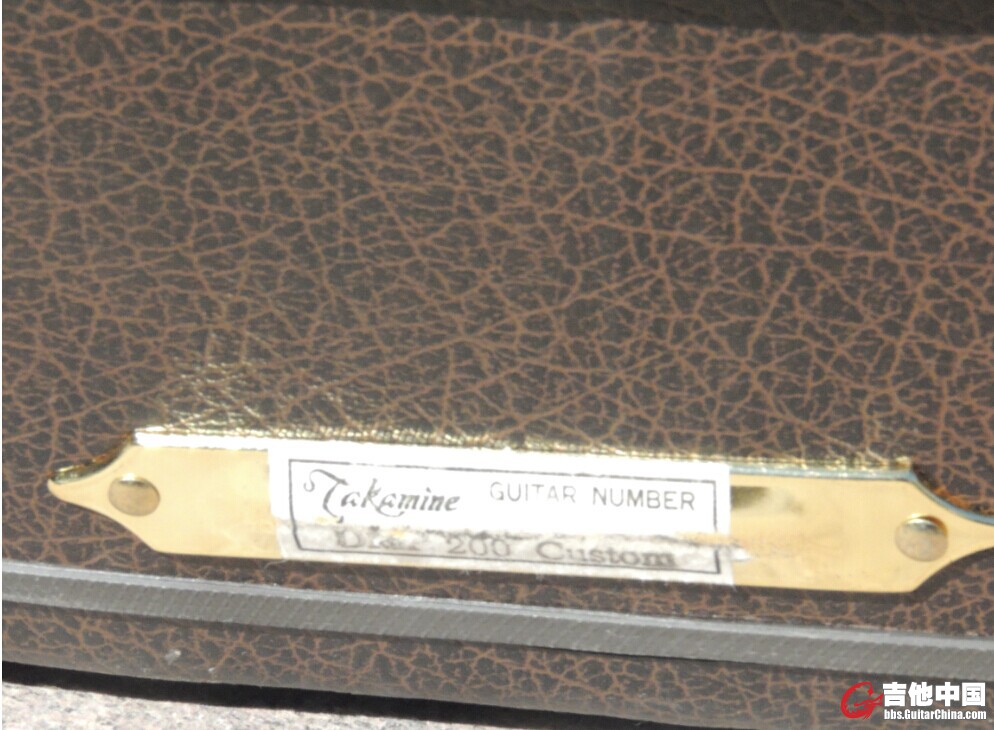 Takamine GUITAR NUMBER
200 Custom
吉他中国
bbs.GuitarChina.com